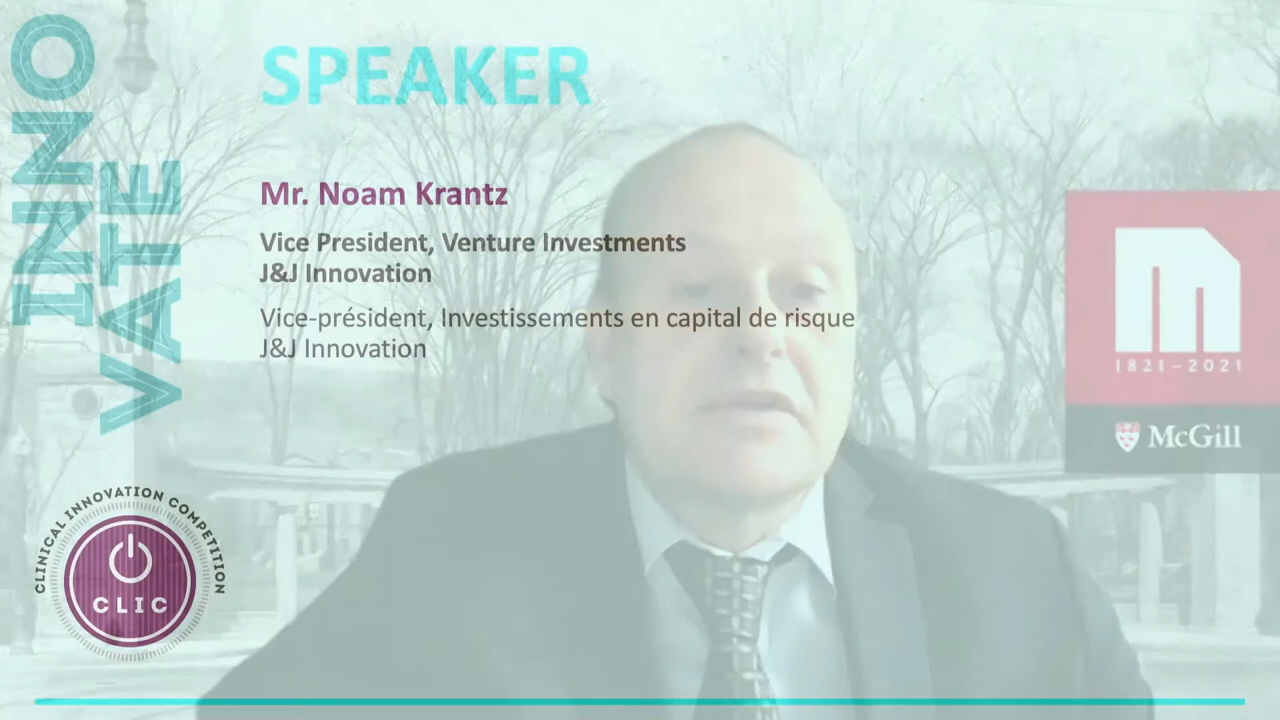 INNO
VATE
SPEAKER
Mr. Noam Krantz
Vice President, Venture Investments
J&J Innovation
Vice-président, Investissements en capital de risque
J&J Innovation
1821-2021
McGill
CLINICAL INNOVATION COMPETITION
CLIC